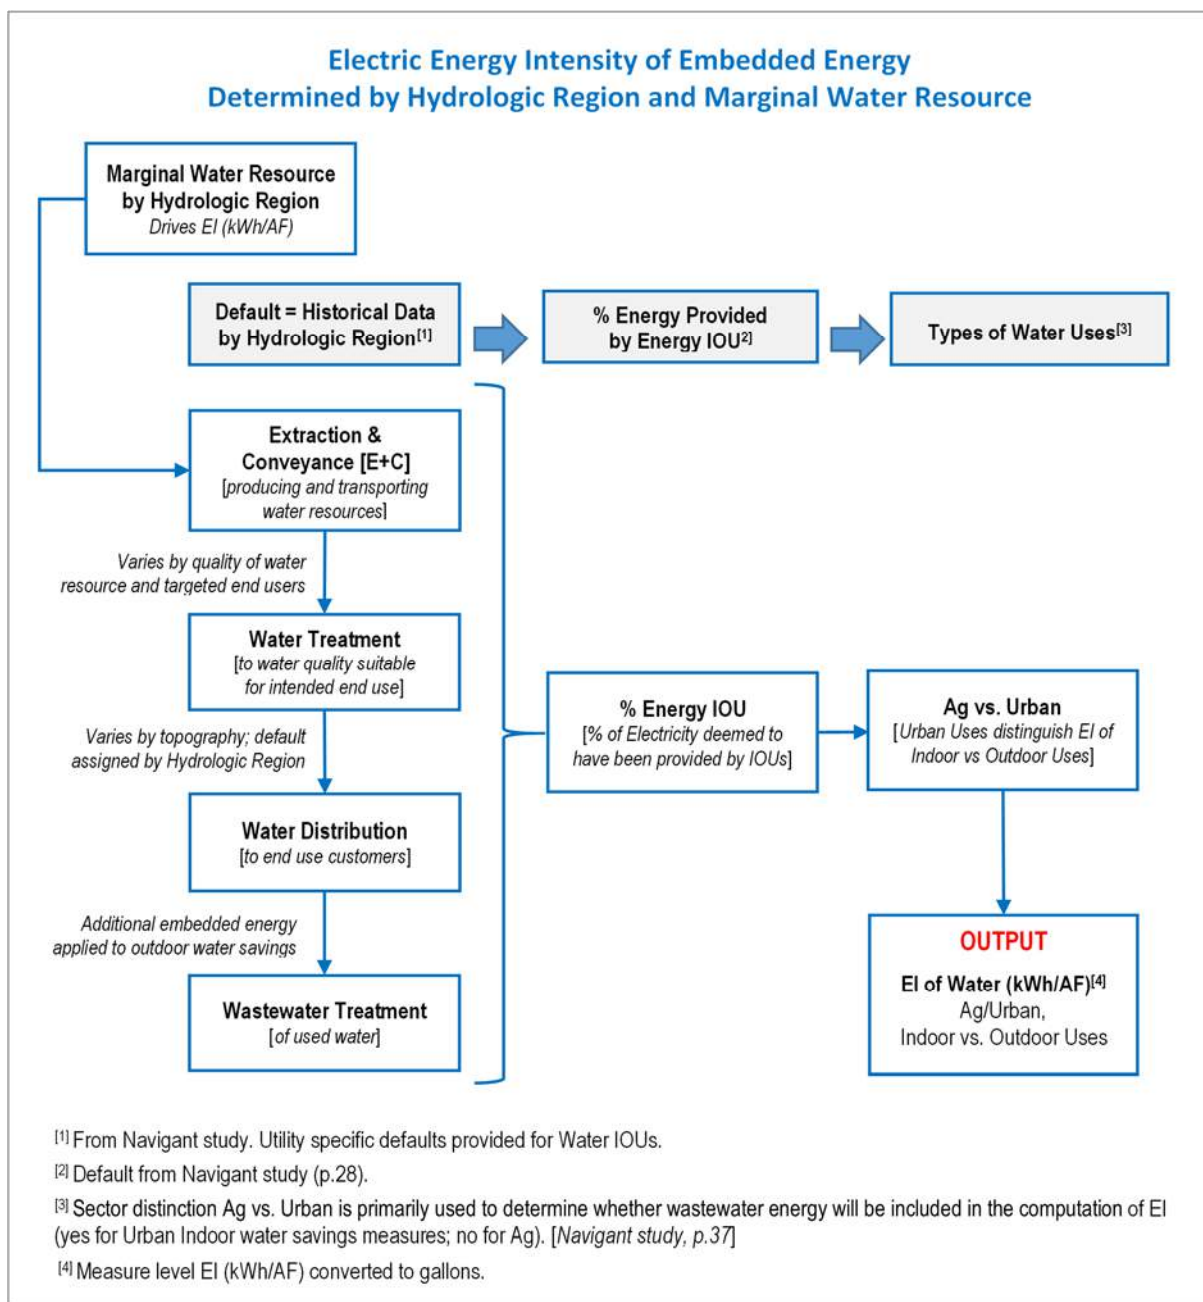 Electric Energy Intensity of Embedded Energy
Determined by Hydrologic Region and Marginal Water Resource
Marginal Water Resource
by Hydrologic Region
Drives EI (kWh/AF)
Default = Historical Data
by Hydrologic Region[1]
% Energy Provided
by Energy IOU2]
Types of Water Uses[3]
Extraction &
Conveyance [E+C]
[producing and transporting
water resources]
Varies by quality of water
resource and targeted end users
Water Treatment
[to water quality suitable
for intended end use]
Varies by topography; default
assigned by Hydrologic Region
Water Distribution
[to end use customers]
Additional embedded energy
applied to outdoor water savings
Wastewater Treatment
[of used water]
% Energy IOU
[% of Electricity deemed to
have been provided by IOUs]
Ag vs. Urban
[Urban Uses distinguish EI of
Indoor vs Outdoor Uses]
OUTPUT
EI of Water (kWh/AF)[4]
Ag/Urban,
Indoor vs. Outdoor Uses
[1] From Navigant study. Utility specific defaults provided for Water IOUs.
[2] Default from Navigant study (p.28).
[3] Sector distinction Ag vs. Urban is primarily used to determine whether wastewater energy will be included in the computation of EI
(yes for Urban Indoor water savings measures; no for Ag). [Navigant study, p.37]
[4] Measure level EI (kWh/AF) converted to gallons.